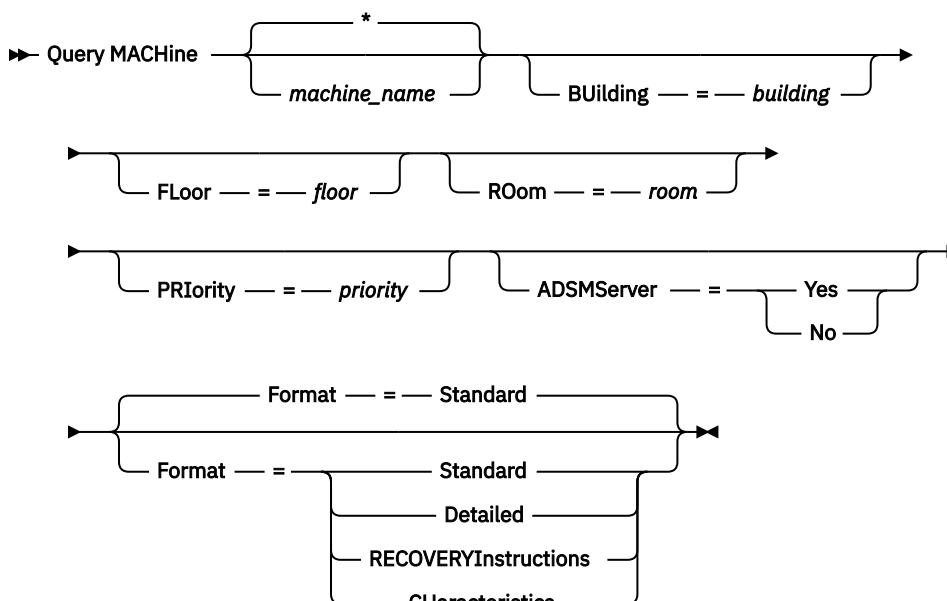 *
Query MACHine
machine_name
BUilding = building
FLoor = floor
ROom = room
PRIority = priority
ADSMServer = Yes
No
Format = Standard
Format = Standard
Detailed
RECOVERYInstructions
CHaracteristics